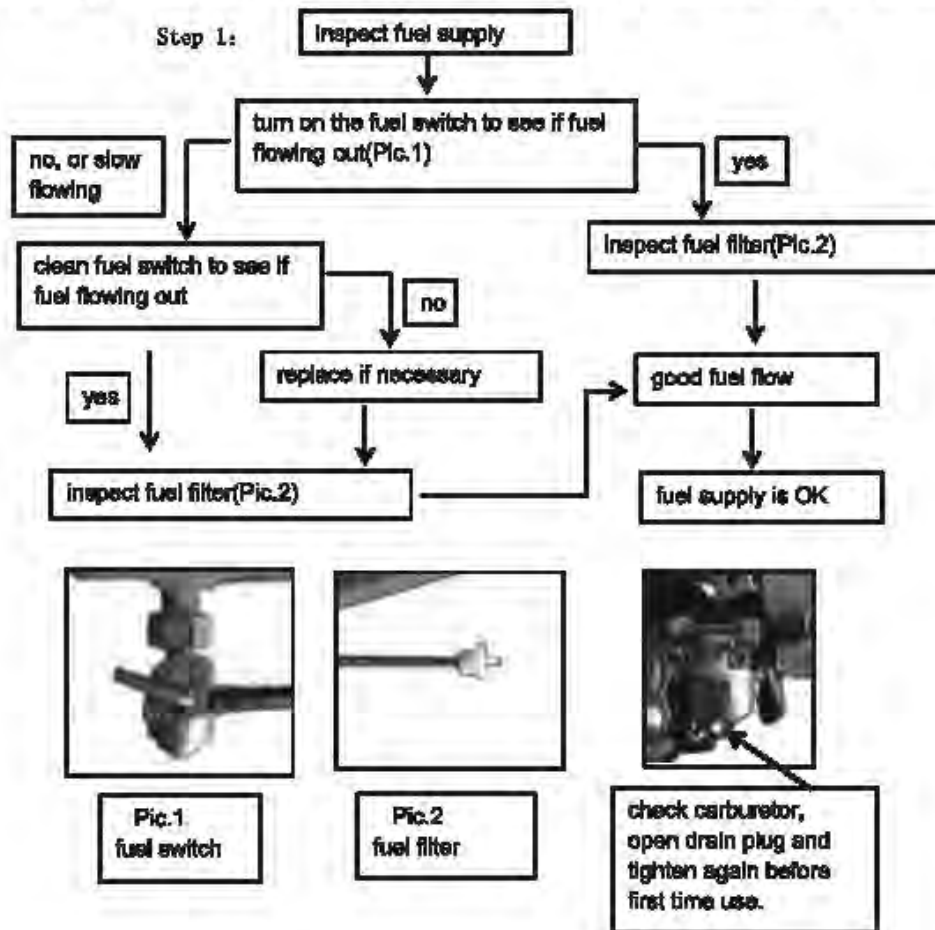 Step 1:
inspect fuel supply
turn on the fuel switch to see if fuel
flowing out(Pic.1)
no, or slow
flowing
yes
inspect fuel filter(Pic.2)
clean fuel switch to see if
fuel flowing out
no
replace if necessary
good fuel flow
yes
inspect fuel filter(Pic.2)
fuel supply is OK
Pic.1
fuel switch
Pic.2
fuel filter
check carburetor,
open drain plug and
tighten again before
first time use.